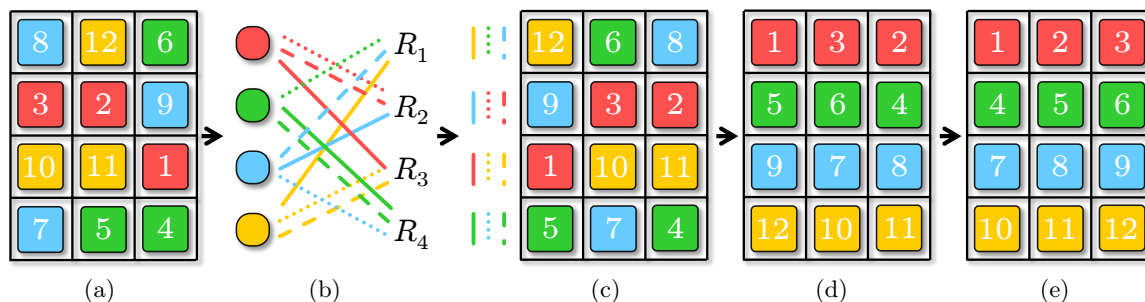 8 12 6
3 2 9
10 11 1
7 5 4
(a)
R1
R2
R3
R4
(b)
12 6 8
9 3 2
1 10 11
5 7 4
(c)
1 3 2
5 6 4
9 7 8
12 10 11
(d)
1 2 3
4 5 6
7 8 9
10 11 12
(e)